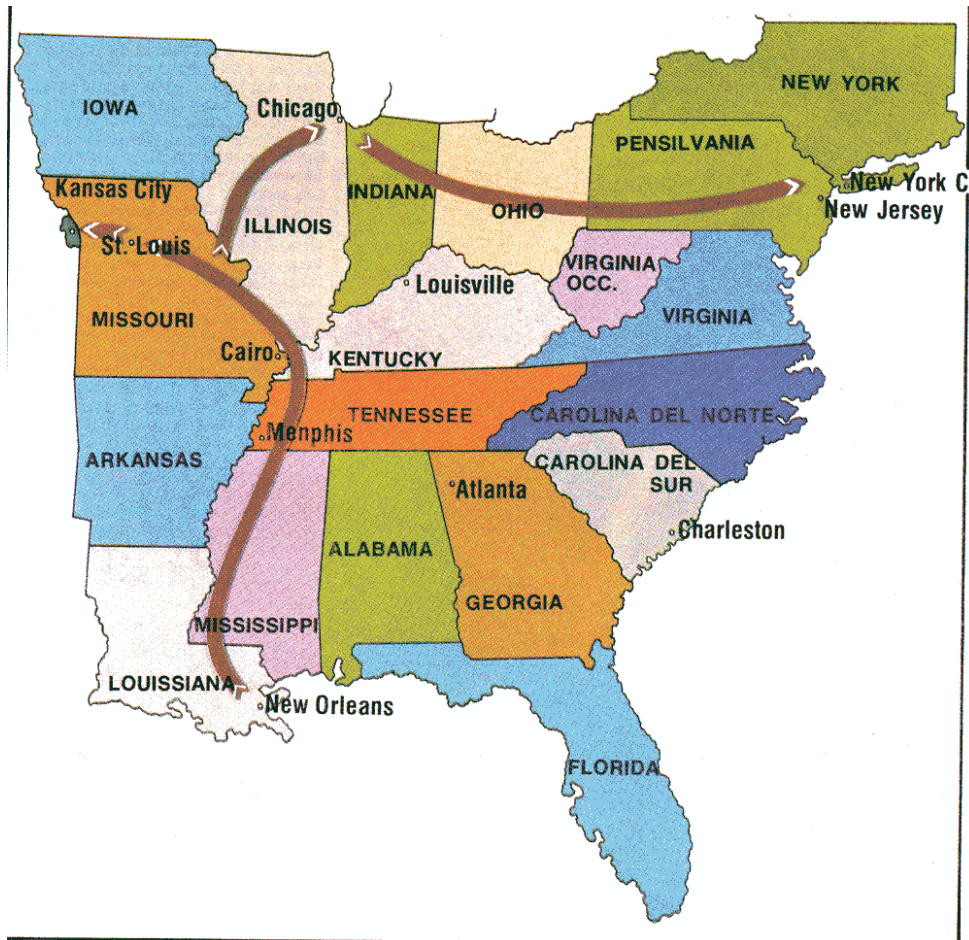 NEW YORK
IOWA
Chicago
PENSILVANIA
Kansas City
INDIANA
New York C
OHIO
New Jersey
ILLINOIS
St. Louis
VIRGINIA
OCC.
Louisville
MISSOURI
VIRGINIA
Cairo
KENTUCKY
TENNESSEE
CAROLINA DEL NORTE
Memphis
ARKANSAS
CAROLINA DEL
SUR
Atlanta
Charleston
ALABAMA
GEORGIA
MISSISSIPPI
LOUISSIANA
New Orleans
FLORIDA